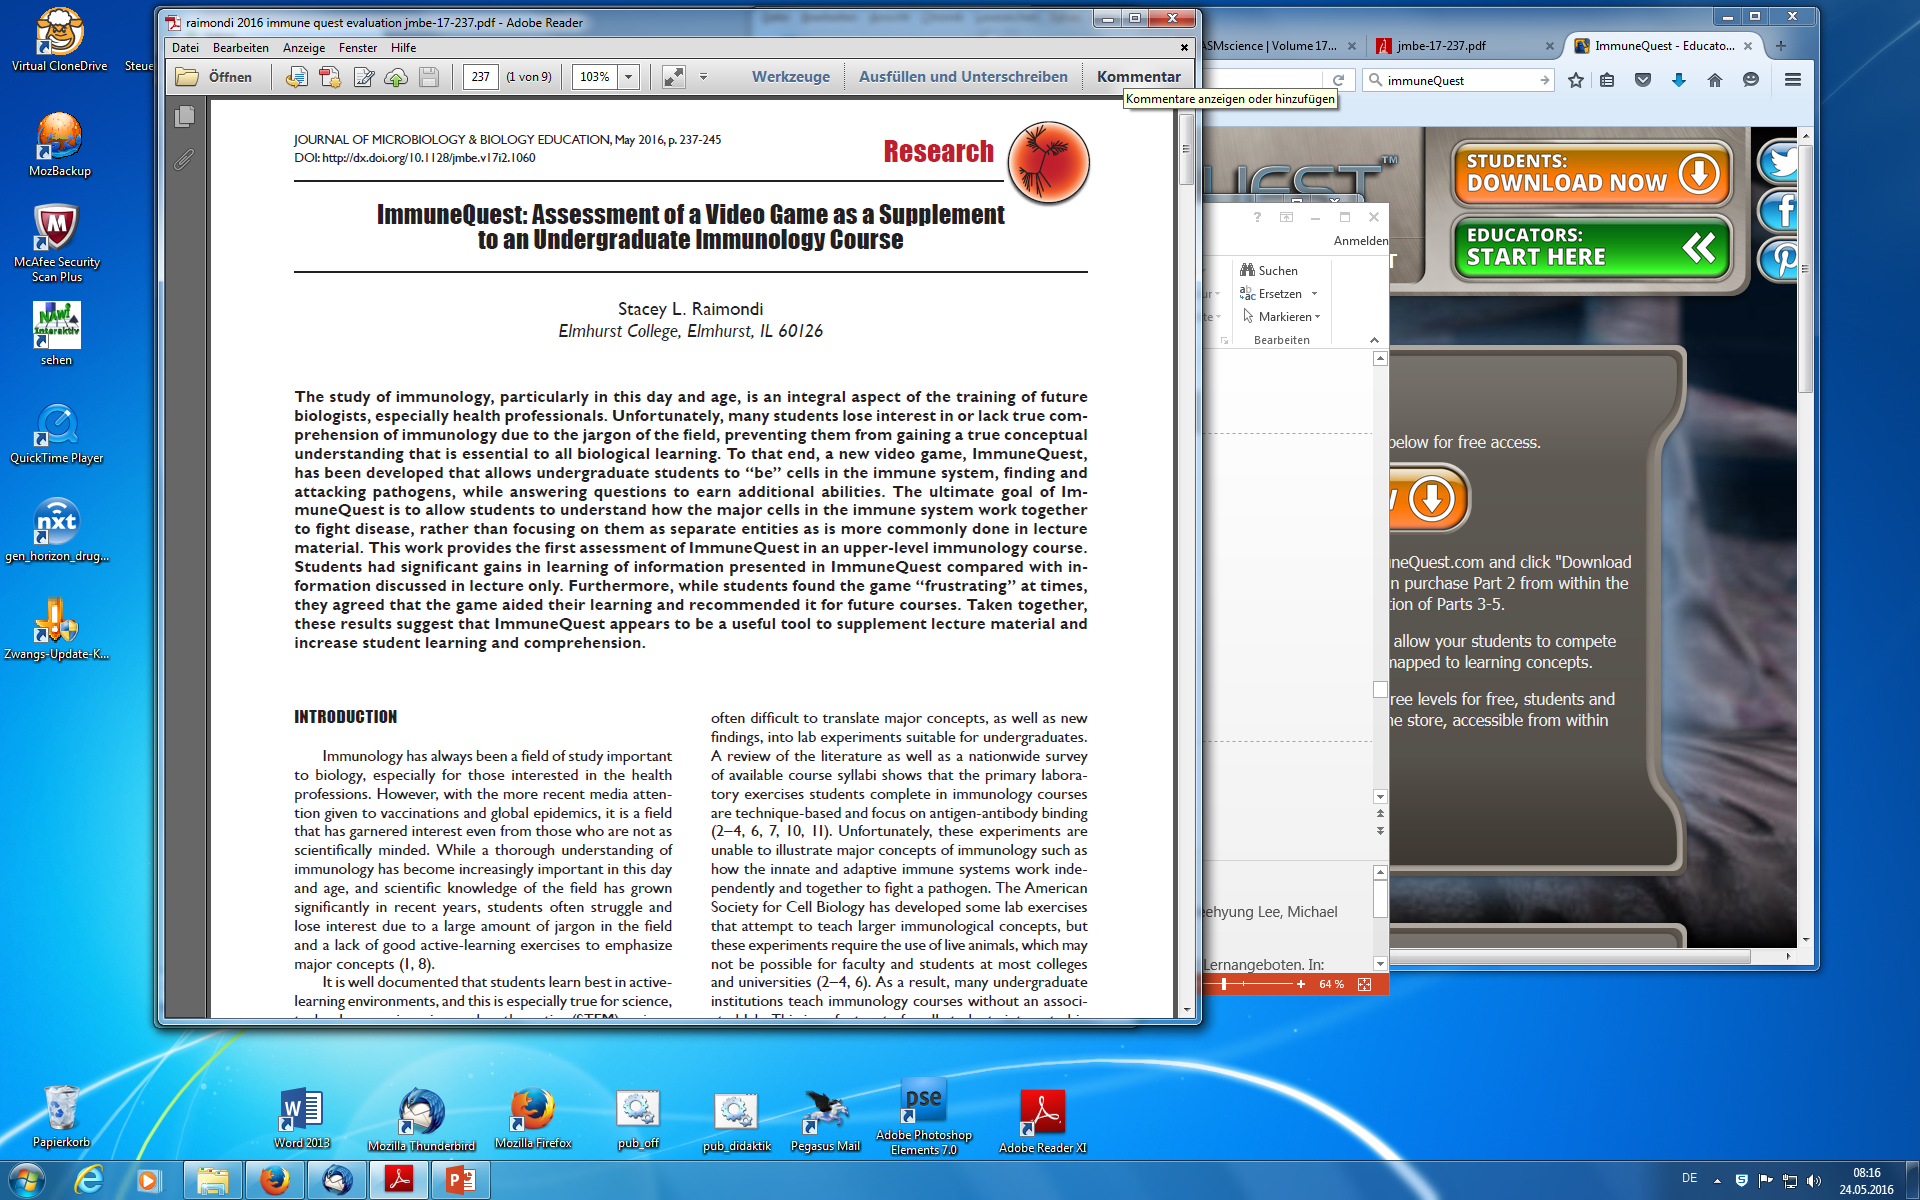 raimondi 2016 immune quest evaluation jmbe-17-237.pdf - Adobe Reader
Datei Bearbeiten Anzeige Fenster Hilfe
Öffnen 237 (1 von 9) 103% Werkzeuge Ausfüllen und Unterschreiben Kommentar
Kommentare anzeigen oder hinzufügen
JOURNAL OF MICROBIOLOGY & BIOLOGY EDUCATION, May 2016, p. 237-245
DOI: http://dx.doi.org/10.1128/jmbe.v17i2.1060
Research
ImmuneQuest: Assessment of a Video Game as a Supplement
to an Undergraduate Immunology Course
Stacey L. Raimondi
Elmhurst College, Elmhurst, IL 60126
The study of immunology, particularly in this day and age, is an integral aspect of the training of future
biologists, especially health professionals. Unfortunately, many students lose interest in or lack true com-
prehension of immunology due to the jargon of the field, preventing them from gaining a true conceptual
understanding that is essential to all biological learning. To that end, a new video game, ImmuneQuest,
has been developed that allows undergraduate students to “be” cells in the immune system, finding and
attacking pathogens, while answering questions to earn additional abilities. The ultimate goal of Im-
muneQuest is to allow students to understand how the major cells in the immune system work together
to fight disease, rather than focusing on them as separate entities as is more commonly done in lecture
material. This work provides the first assessment of ImmuneQuest in an upper-level immunology course.
Students had significant gains in learning of information presented in ImmuneQuest compared with in-
formation discussed in lecture only. Furthermore, while students found the game “frustrating” at times,
they agreed that the game aided their learning and recommended it for future courses. Taken together,
these results suggest that ImmuneQuest appears to be a useful tool to supplement lecture material and
increase student learning and comprehension.
INTRODUCTION
Immunology has always been a field of study important
to biology, especially for those interested in the health
professions. However, with the more recent media atten-
tion given to vaccinations and global epidemics, it is a field
that has garnered interest even from those who are not as
scientifically minded. While a thorough understanding of
immunology has become increasingly important in this day
and age, and scientific knowledge of the field has grown
significantly in recent years, students often struggle and
lose interest due to a large amount of jargon in the field
and a lack of good active-learning exercises to emphasize
major concepts (1, 8).
It is well documented that students learn best in active-
learning environments, and this is especially true for science,
often difficult to translate major concepts, as well as new
findings, into lab experiments suitable for undergraduates.
A review of the literature as well as a nationwide survey
of available course syllabi shows that the primary labora-
tory exercises students complete in immunology courses
are technique-based and focus on antigen-antibody binding
(2–4, 6, 7, 10, 11). Unfortunately, these experiments are
unable to illustrate major concepts of immunology such as
how the innate and adaptive immune systems work inde-
pendently and together to fight a pathogen. The American
Society for Cell Biology has developed some lab exercises
that attempt to teach larger immunological concepts, but
these experiments require the use of live animals, which may
not be possible for faculty and students at most colleges
and universities (2–4, 6). As a result, many undergraduate
institutions teach immunology courses without an associ-
ASMscience | Volume 17...
jmbe-17-237.pdf
ImmuneQuest - Educato...
immuneQuest
UEST™
STUDENTS:
DOWNLOAD NOW
EDUCATORS:
START HERE
Anmelden
Suchen
Ersetzen
Markieren
Bearbeiten
below for free access.
neQuest.com and click "Download
n purchase Part 2 from within the
tion of Parts 3-5.
allow your students to compete
mapped to learning concepts.
ree levels for free, students and
e store, accessible from within
eehyung Lee, Michael
Lernangeboten. In:
64 %
Virtual CloneDrive
Steue
MozBackup
McAfee Security
Scan Plus
NAWi
Interaktiv
sehen
QuickTime Player
nxt
gen_horizon_drug...
Zwangs-Update-K...
Papierkorb
Word 2013
Mozilla Thunderbird
Mozilla Firefox
pub_off
pub_didaktik
Pegasus Mail
pse
Adobe Photoshop
Elements 7.0
Adobe Reader XI
DE
08:16
24.05.2016